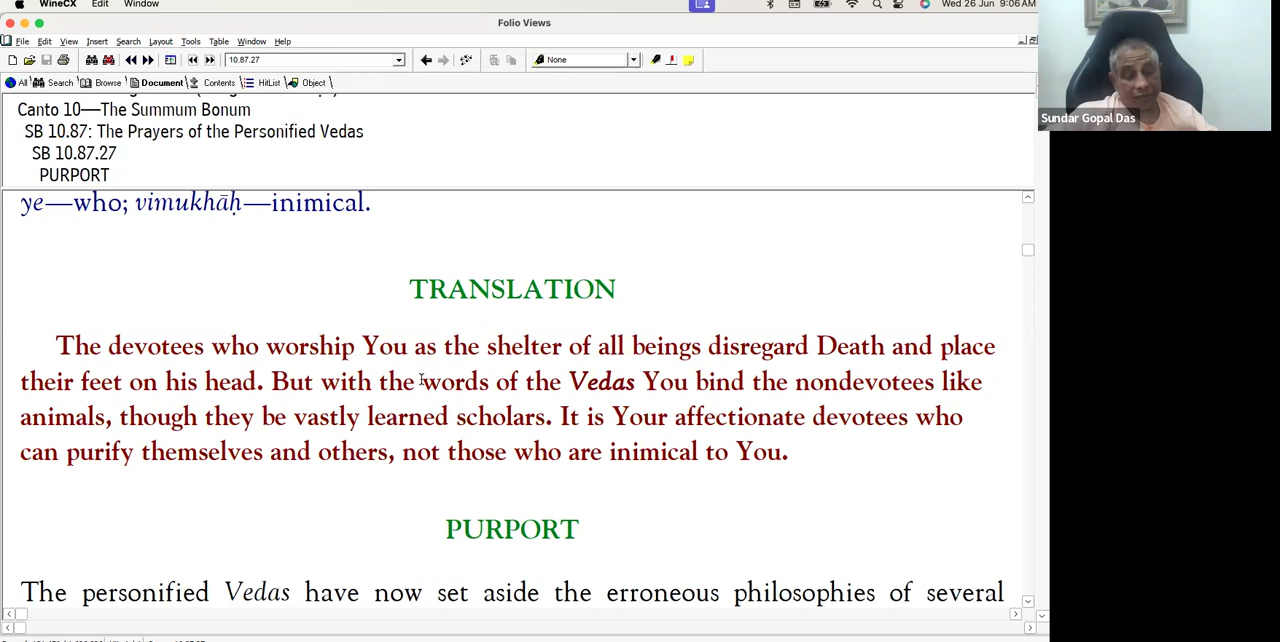 WineCX Edit Window Wed 26 Jun 9:06 AM
Folio Views
File Edit View Insert Search Layout Tools Table Window Help
10.87.27 None
All Search Browse Document Contents HitList Object
Canto 10—The Summum Bonum
SB 10.87: The Prayers of the Personified Vedas
SB 10.87.27
PURPORT
ye—who; vimukhāḥ—inimical.
TRANSLATION
The devotees who worship You as the shelter of all beings disregard Death and place
their feet on his head. But with the words of the Vedas You bind the nondevotees like
animals, though they be vastly learned scholars. It is Your affectionate devotees who
can purify themselves and others, not those who are inimical to You.
PURPORT
The personified Vedas have now set aside the erroneous philosophies of several
Sundar Gopal Das